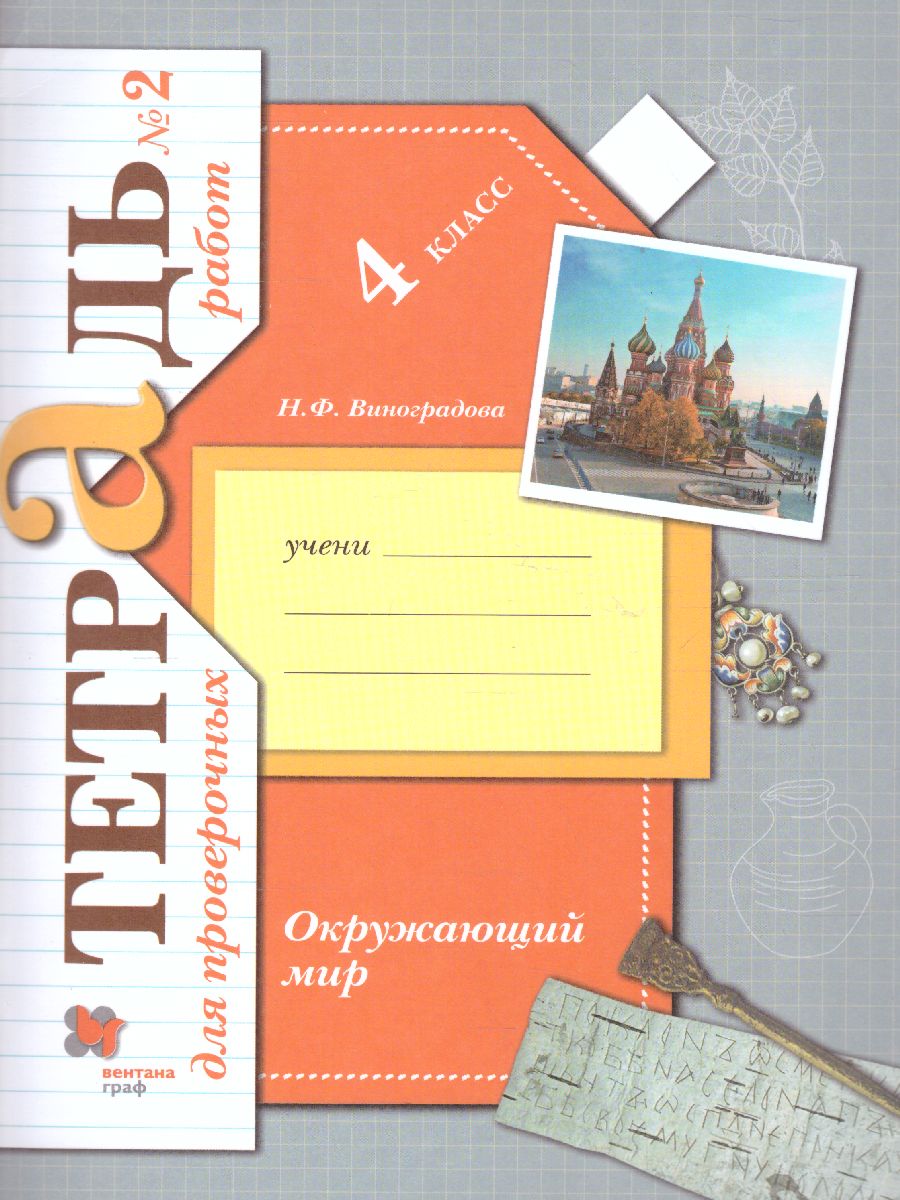 ТЕТРАДЬ № 2
для проверочных работ
4 КЛАСС
Н.Ф. Виноградова
учени
Окружающий
мир
вентана
граф